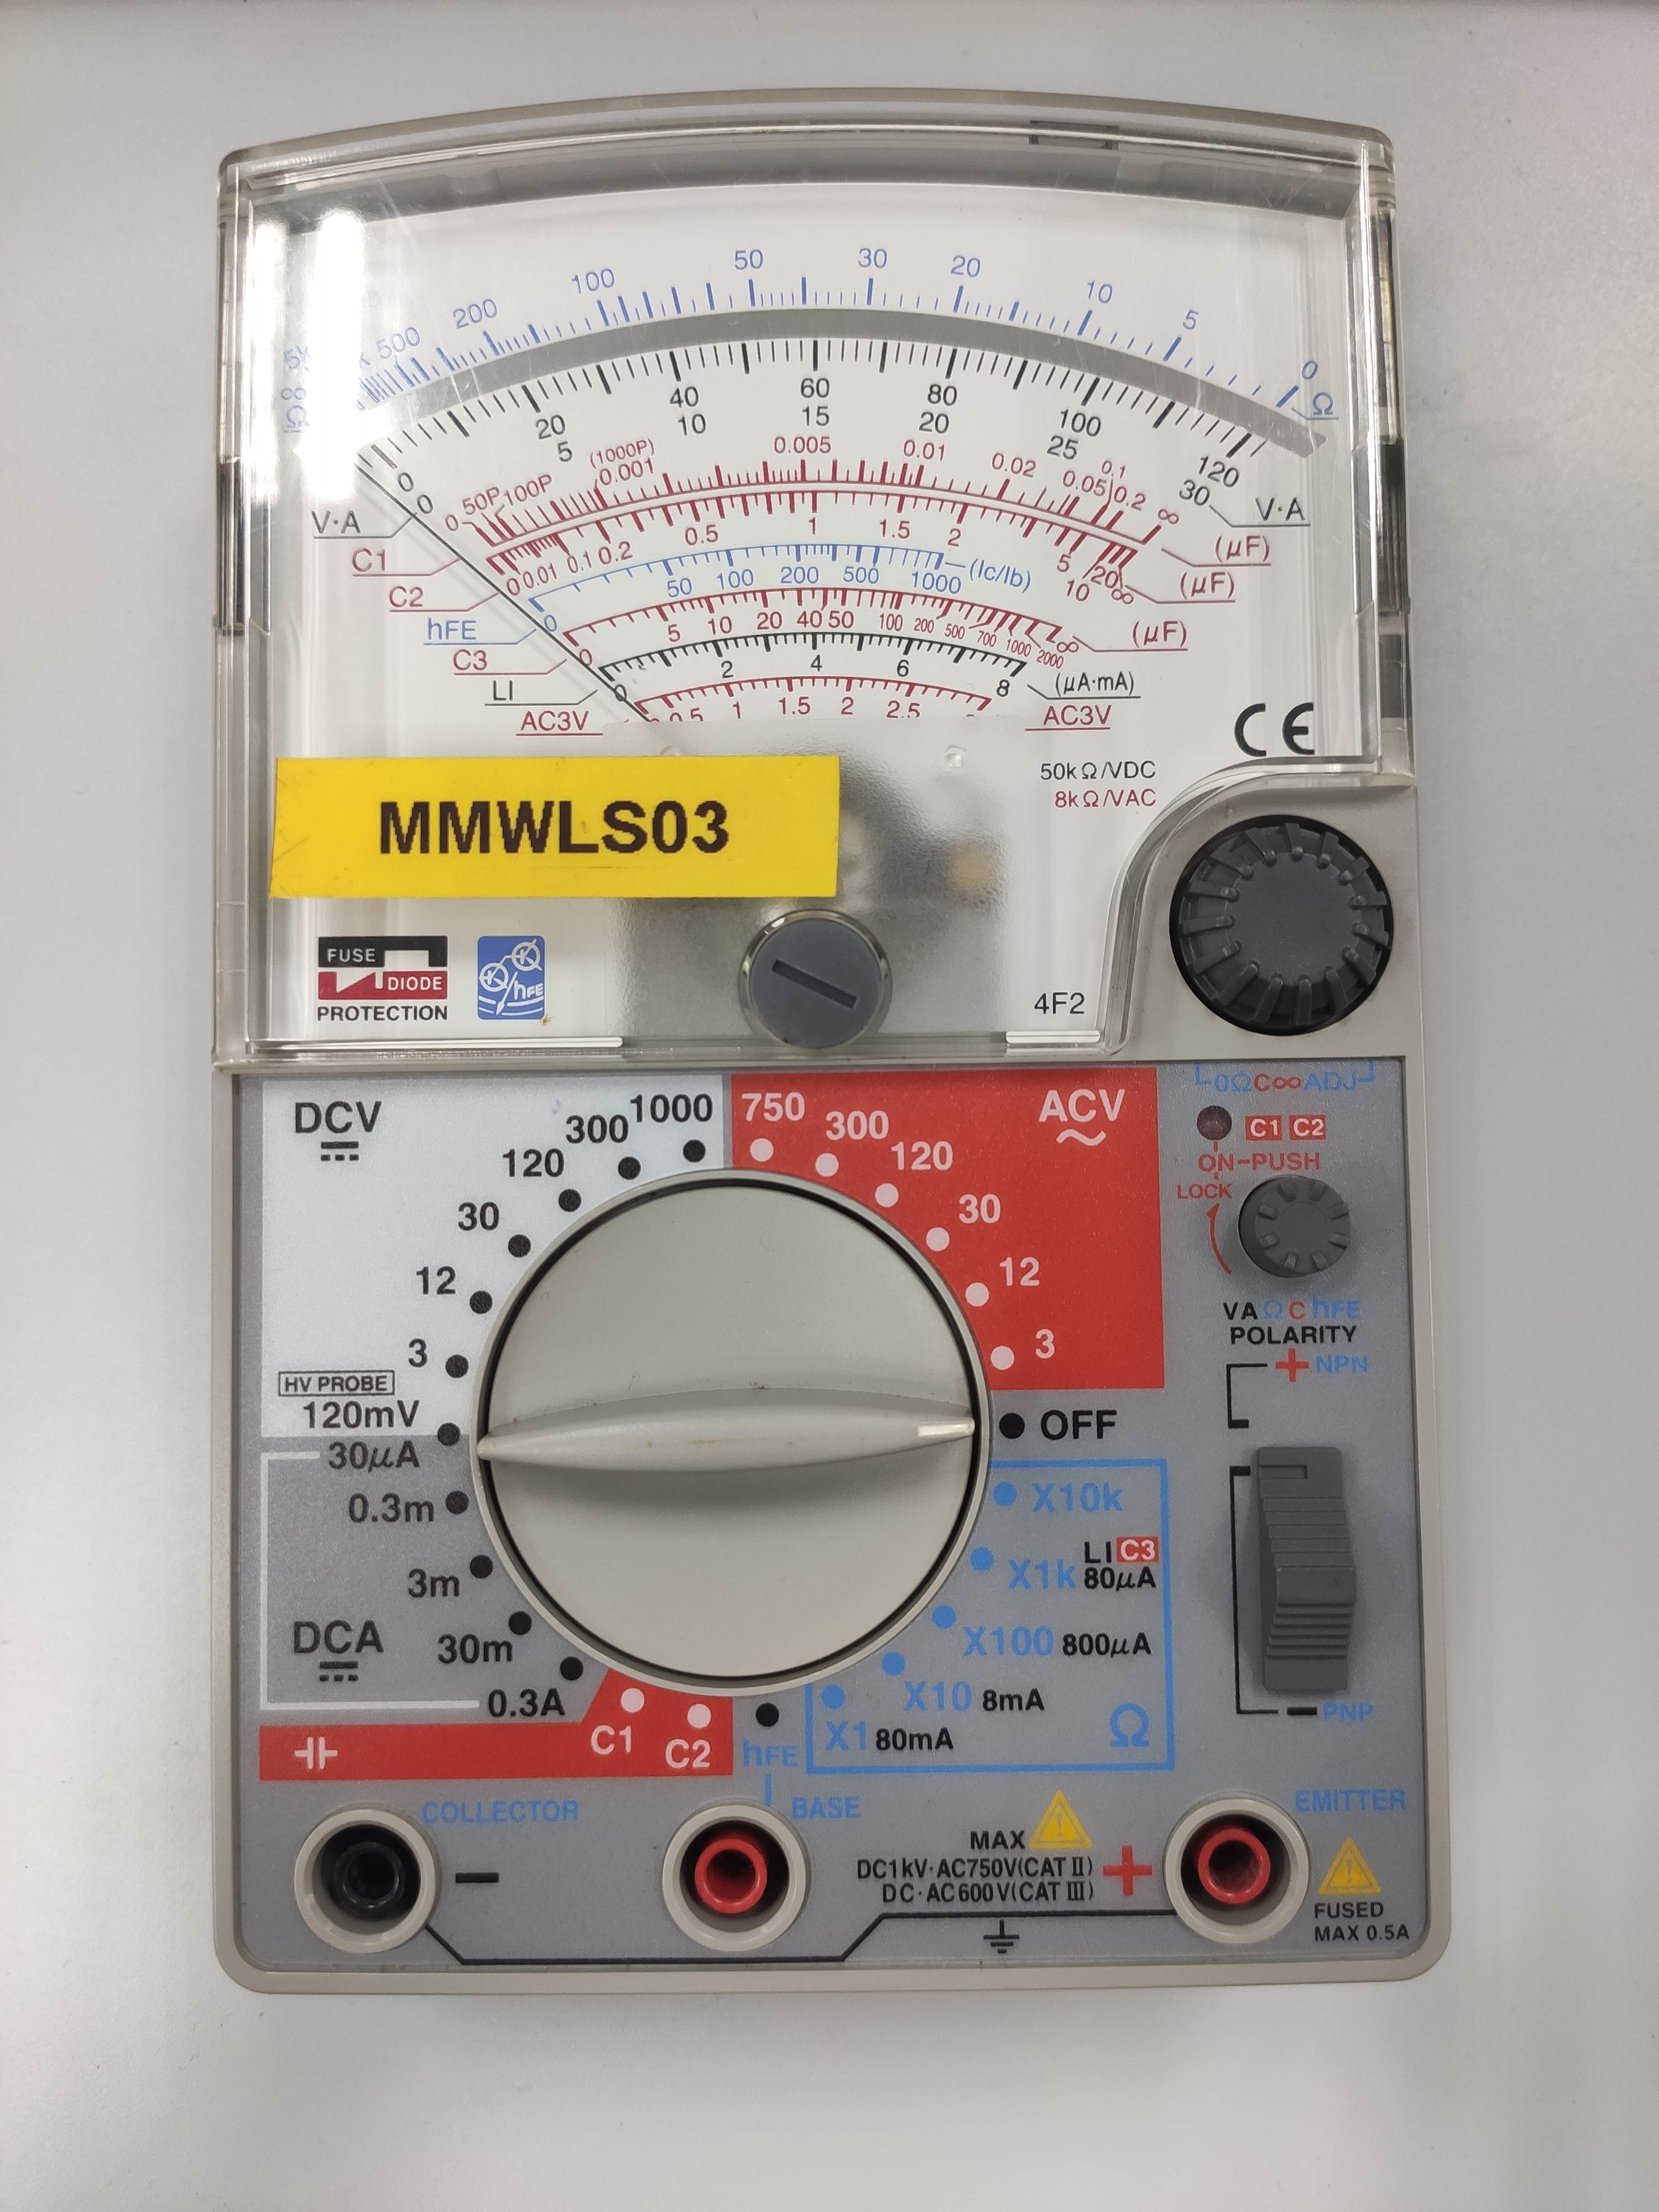 50 30 20
100 10
200 5
500 0
∞ Ω
Ω
0 20 40 60 80 100 120
0 5 10 15 20 25 30
V·A V·A
(1000P)
0 50P 100P 0.001 0.005 0.01 0.02 0.05 0.1 0.2 ∞
C1 (μF)
0 0.01 0.1 0.2 0.5 1 1.5 2 5 10 20 ∞
C2 (μF)
0 50 100 200 500 1000 (Ic/Ib)
hFE
0 5 10 20 40 50 100 200 500 700 1000 2000 ∞
C3 (μF)
0 2 4 6 8
LI (μA·mA)
0.5 1 1.5 2 2.5
AC3V AC3V
CE
50kΩ/VDC
8kΩ/VAC
MMWLS03
FUSE
DIODE
PROTECTION
hFE
4F2
0Ω C∞ ADJ
C1 C2
ON-PUSH
LOCK
VAΩChFE
POLARITY
+ NPN
− PNP
DCV
1000
300
120
30
12
3
HV PROBE
120mV
30μA
0.3m
3m
30m
0.3A
DCA
ACV
750
300
120
30
12
3
OFF
X10k
X1k LI C3
80μA
X100 800μA
X10 8mA
X1 80mA
Ω
C1
C2
hFE
COLLECTOR
−
BASE
EMITTER
MAX
DC1kV·AC750V(CAT II)
DC·AC600V(CAT III)
+
FUSED
MAX 0.5A